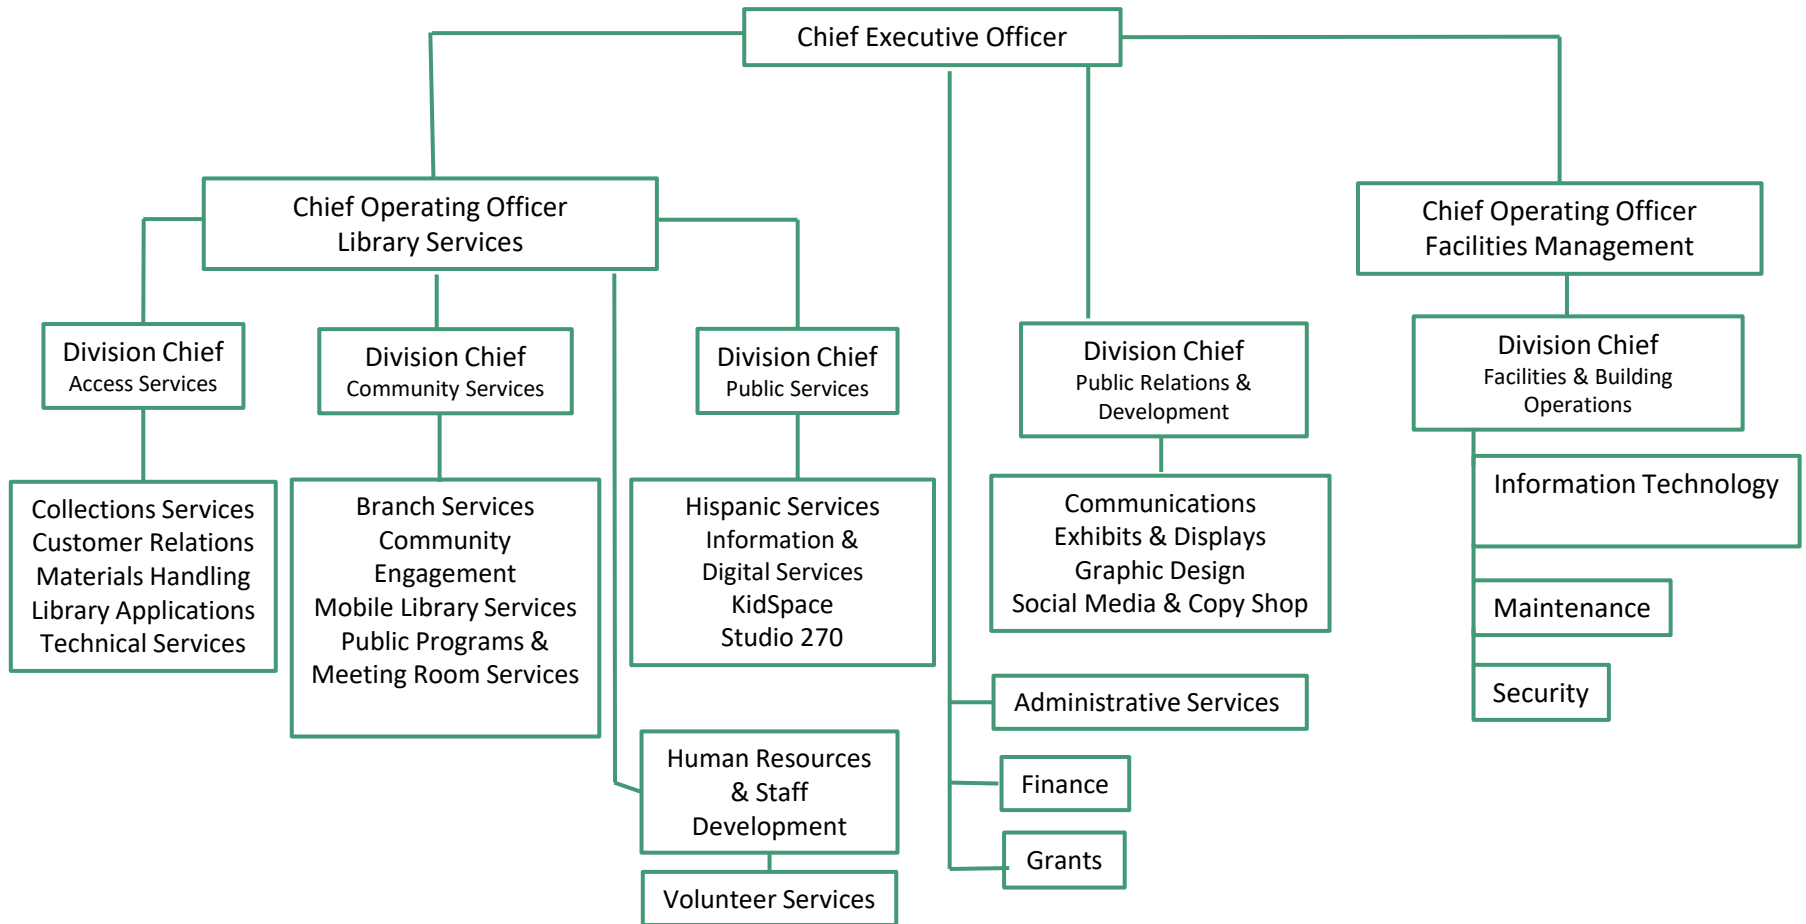 Chief Executive Officer
Chief Operating Officer
Library Services
Chief Operating Officer
Facilities Management
Division Chief
Access Services
Division Chief
Community Services
Division Chief
Public Services
Division Chief
Public Relations &
Development
Division Chief
Facilities & Building
Operations
Collections Services
Customer Relations
Materials Handling
Library Applications
Technical Services
Branch Services
Community
Engagement
Mobile Library Services
Public Programs &
Meeting Room Services
Hispanic Services
Information &
Digital Services
KidSpace
Studio 270
Communications
Exhibits & Displays
Graphic Design
Social Media & Copy Shop
Information Technology
Maintenance
Security
Administrative Services
Finance
Grants
Human Resources
& Staff
Development
Volunteer Services